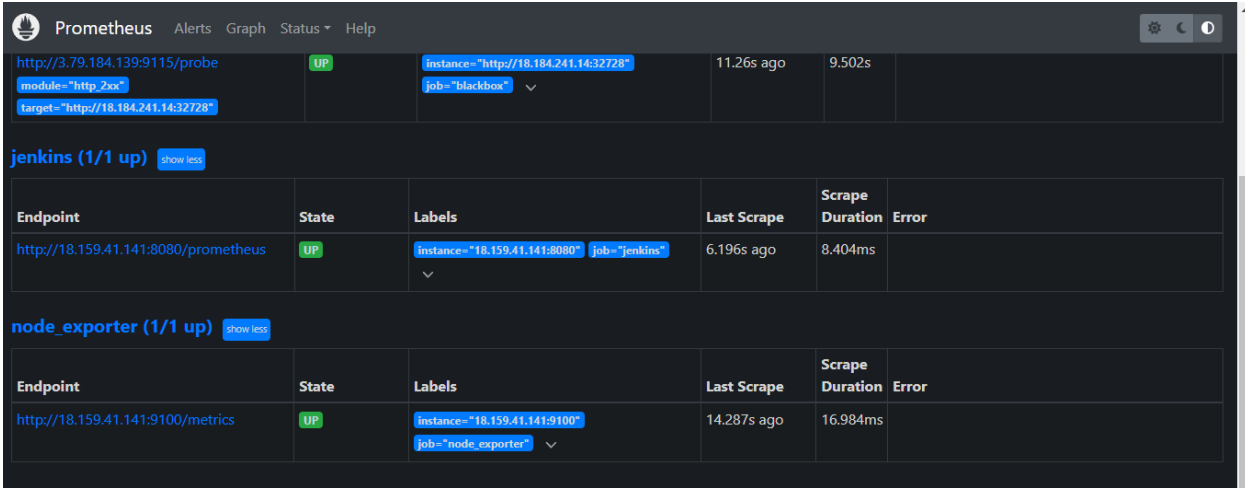 Prometheus Alerts Graph Status Help
http://3.79.184.139:9115/probe UP instance="http://18.184.241.14:32728" 11.26s ago 9.502s
module="http_2xx" job="blackbox"
target="http://18.184.241.14:32728"
jenkins (1/1 up) show less
Scrape
Endpoint State Labels Last Scrape Duration Error
http://18.159.41.141:8080/prometheus UP instance="18.159.41.141:8080" job="jenkins" 6.196s ago 8.404ms
node_exporter (1/1 up) show less
Scrape
Endpoint State Labels Last Scrape Duration Error
http://18.159.41.141:9100/metrics UP instance="18.159.41.141:9100" 14.287s ago 16.984ms
job="node_exporter"